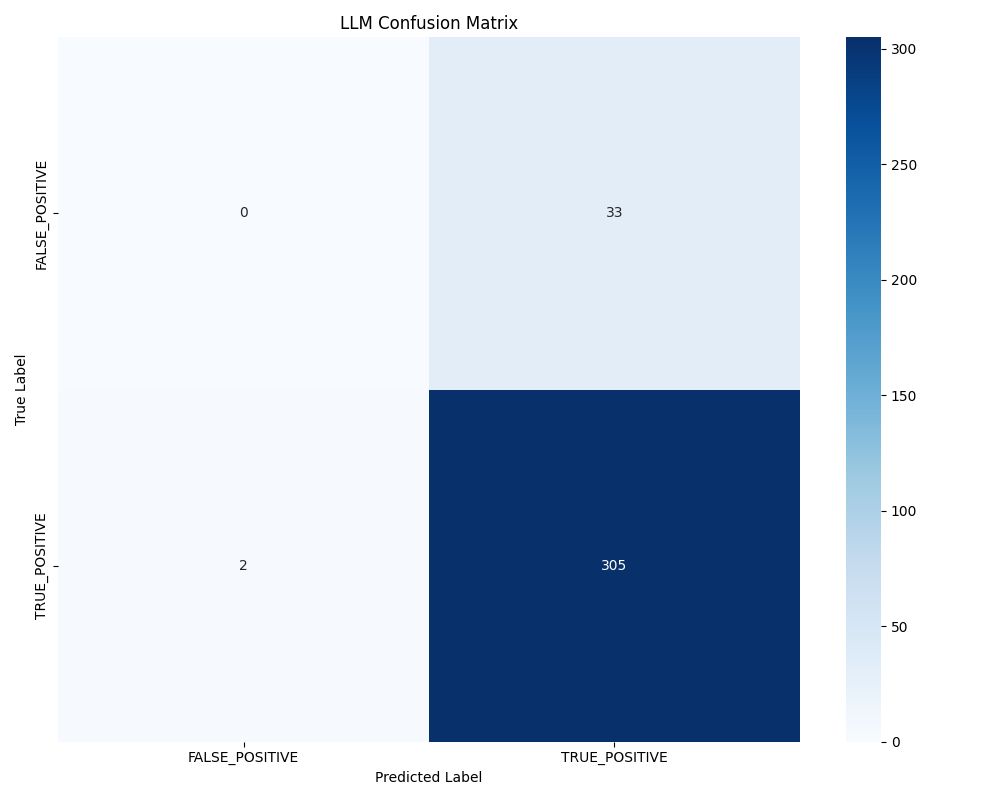 LLM Confusion Matrix
True Label
FALSE_POSITIVE
0
33
TRUE_POSITIVE
2
305
FALSE_POSITIVE
TRUE_POSITIVE
Predicted Label
300
250
200
150
100
50
0